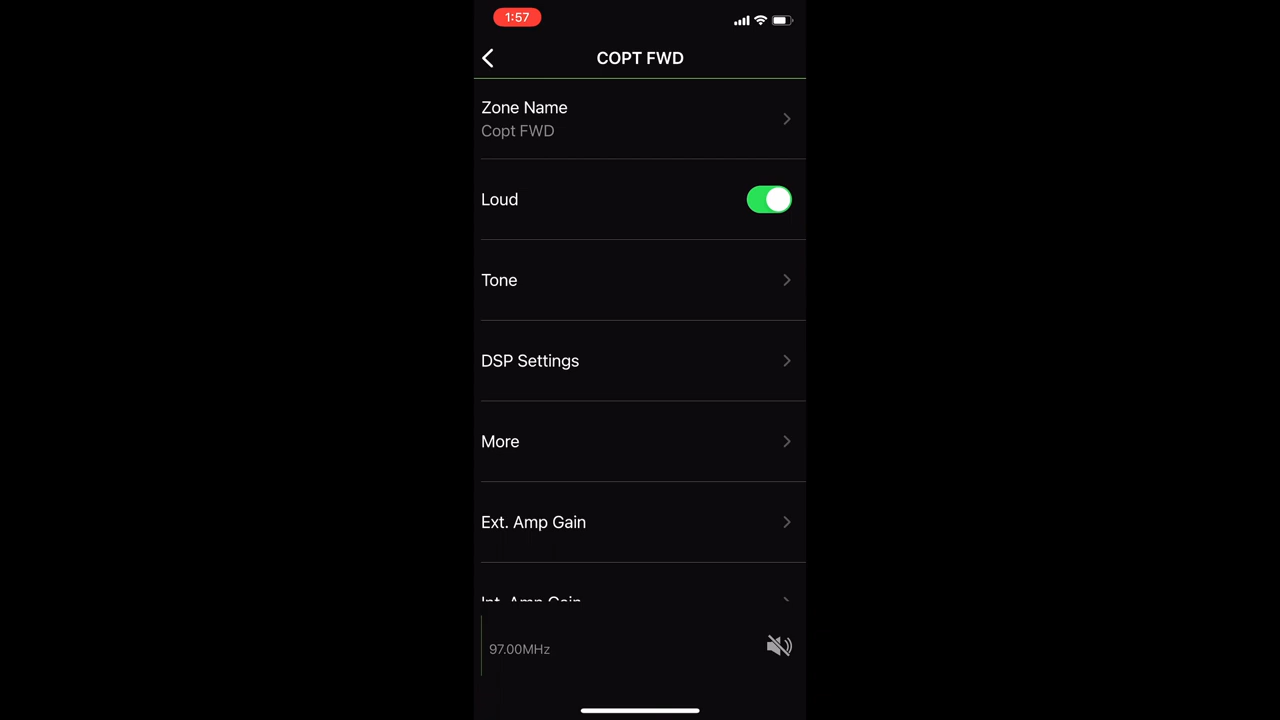 1:57
COPT FWD
Zone Name
Copt FWD
Loud
Tone
DSP Settings
More
Ext. Amp Gain
Int. Amp Gain
97.00MHz